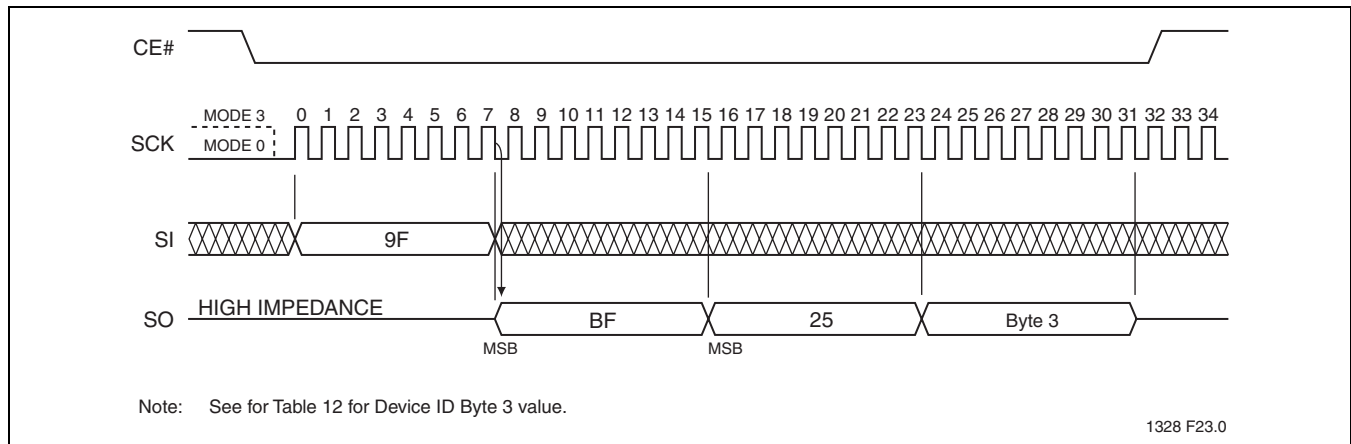 CE#
MODE 3
0 1 2 3 4 5 6 7 8 9 10 11 12 13 14 15 16 17 18 19 20 21 22 23 24 25 26 27 28 29 30 31 32 33 34
SCK
MODE 0
SI
9F
SO
HIGH IMPEDANCE
BF
25
Byte 3
MSB
MSB
Note: See for Table 12 for Device ID Byte 3 value.
1328 F23.0